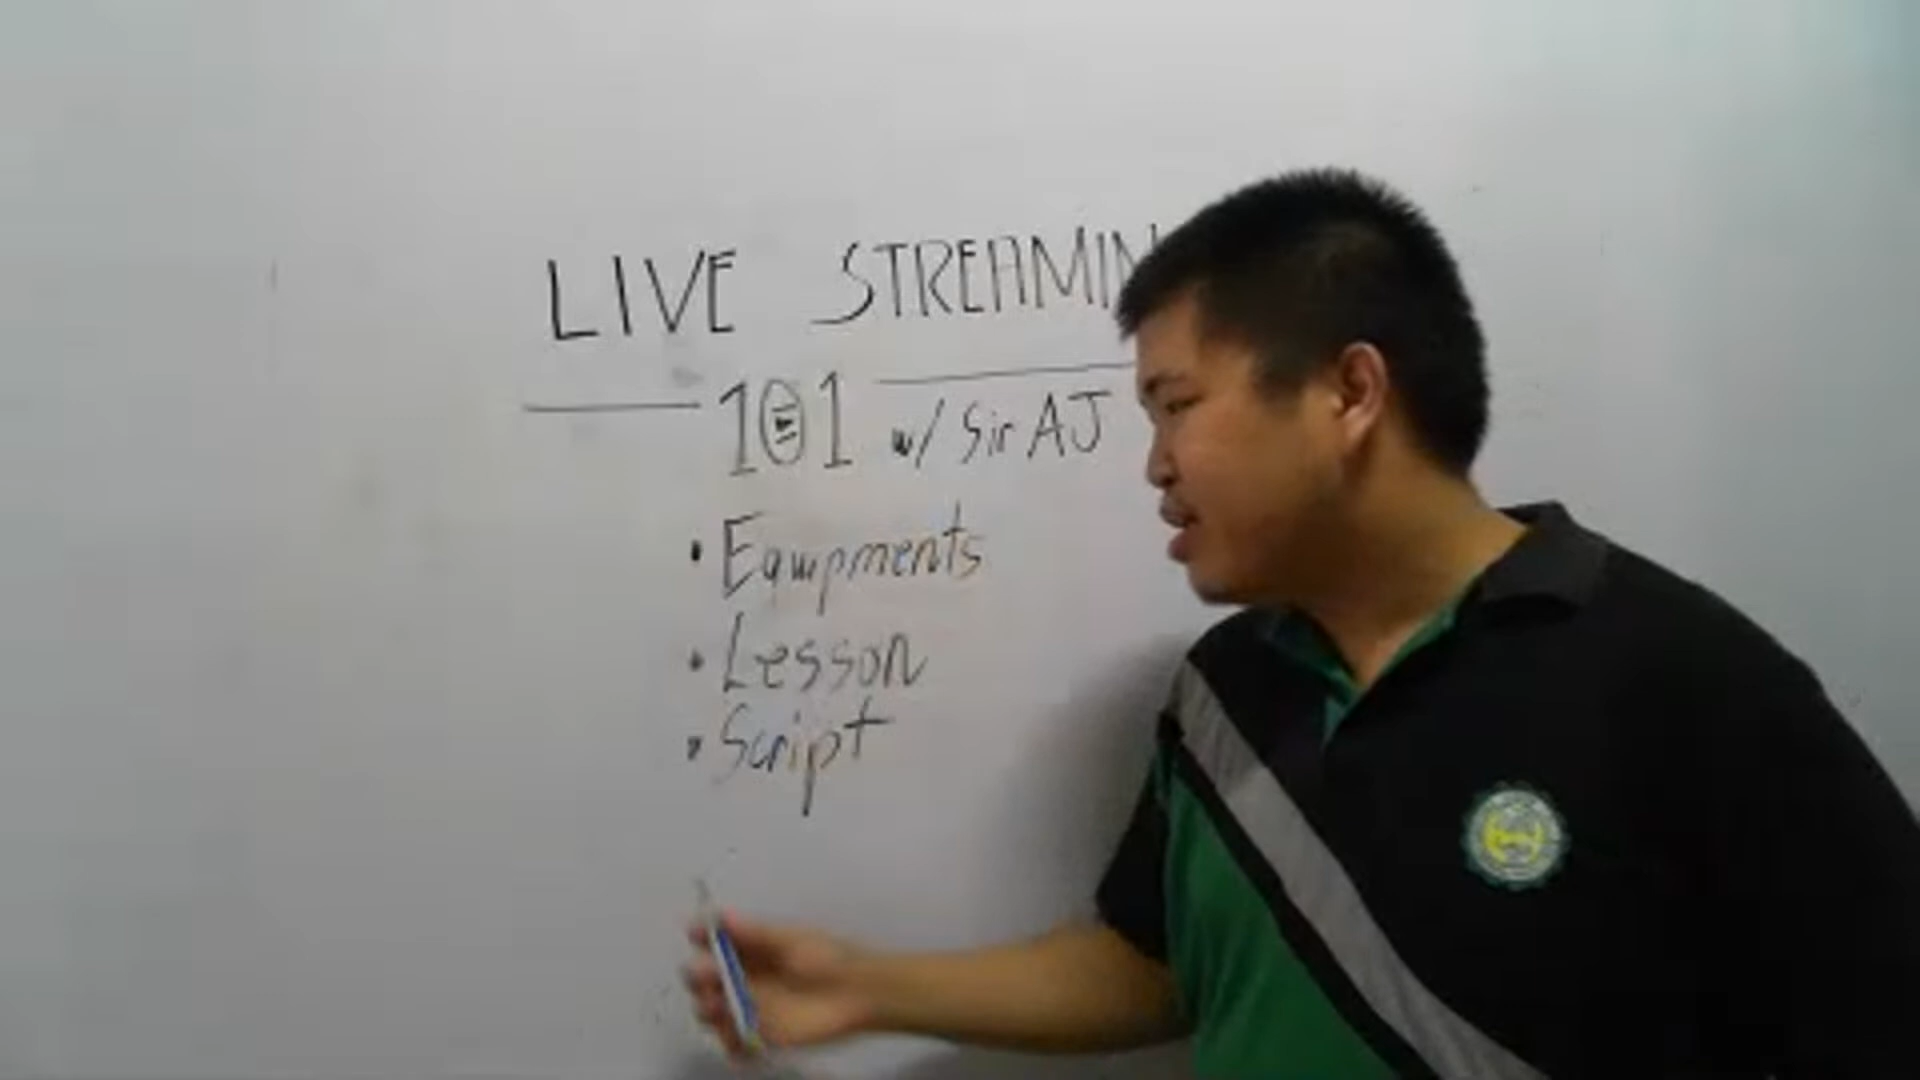 LIVE STREAMIN
101 w/ Sir AJ
• Equipments
• Lesson
• Script